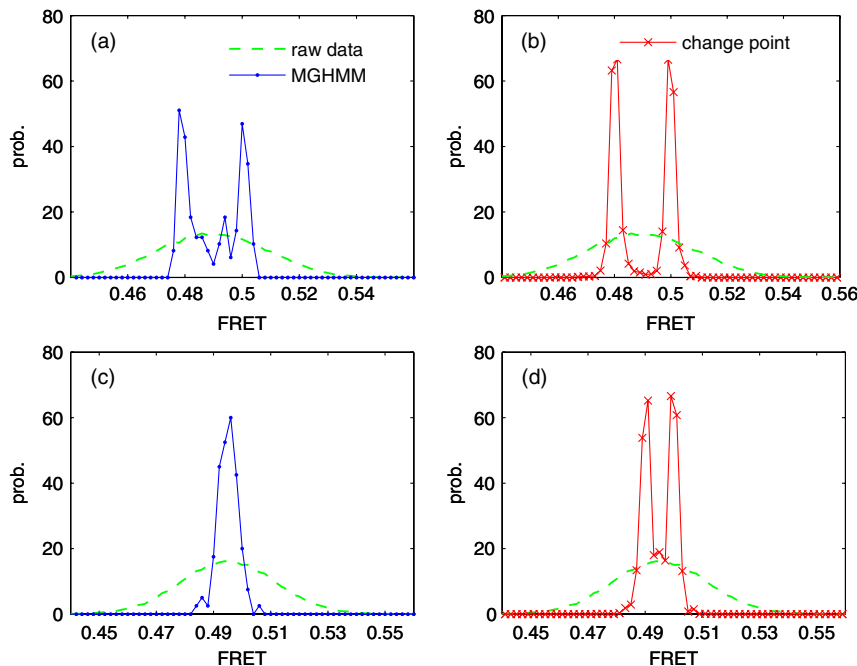 (a)
raw data
MGHMM
80
60
40
20
0
prob.
0.46 0.48 0.5 0.52 0.54
FRET
(b)
change point
80
60
40
20
0
prob.
0.46 0.48 0.5 0.52 0.54 0.56
FRET
(c)
80
60
40
20
0
prob.
0.45 0.47 0.49 0.51 0.53 0.55
FRET
(d)
80
60
40
20
0
prob.
0.45 0.47 0.49 0.51 0.53 0.55
FRET